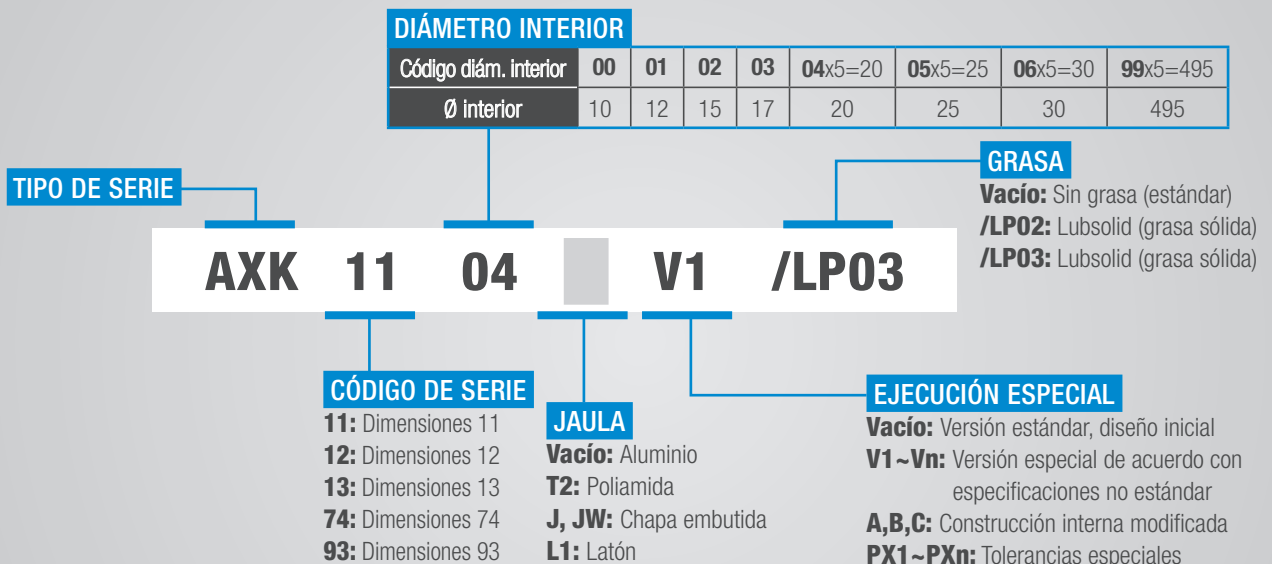 DIÁMETRO INTERIOR
Código diám. interior 00 01 02 03 04x5=20 05x5=25 06x5=30 99x5=495
Ø interior 10 12 15 17 20 25 30 495
TIPO DE SERIE
GRASA
Vacío: Sin grasa (estándar)
/LP02: Lubsolid (grasa sólida)
/LP03: Lubsolid (grasa sólida)
AXK 11 04 V1 /LP03
CÓDIGO DE SERIE
11: Dimensiones 11
12: Dimensiones 12
13: Dimensiones 13
74: Dimensiones 74
93: Dimensiones 93
JAULA
Vacío: Aluminio
T2: Poliamida
J, JW: Chapa embutida
L1: Latón
EJECUCIÓN ESPECIAL
Vacío: Versión estándar, diseño inicial
V1~Vn: Versión especial de acuerdo con
especificaciones no estándar
A,B,C: Construcción interna modificada
PX1~PXn: Tolerancias especiales